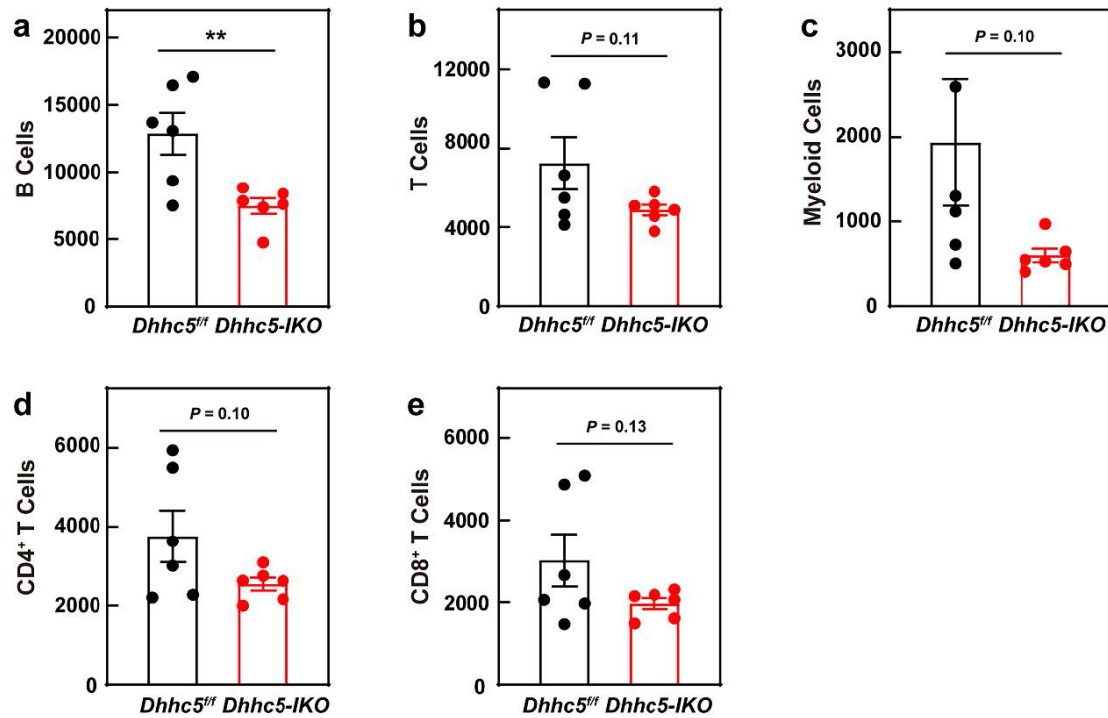 a
20000
15000
10000
5000
0
B Cells
**
Dhhc5f/f Dhhc5-IKO
b
12000
8000
4000
0
T Cells
P = 0.11
Dhhc5f/f Dhhc5-IKO
c
3000
2000
1000
0
Myeloid Cells
P = 0.10
Dhhc5f/f Dhhc5-IKO
d
6000
4000
2000
0
CD4+ T Cells
P = 0.10
Dhhc5f/f Dhhc5-IKO
e
6000
4000
2000
0
CD8+ T Cells
P = 0.13
Dhhc5f/f Dhhc5-IKO